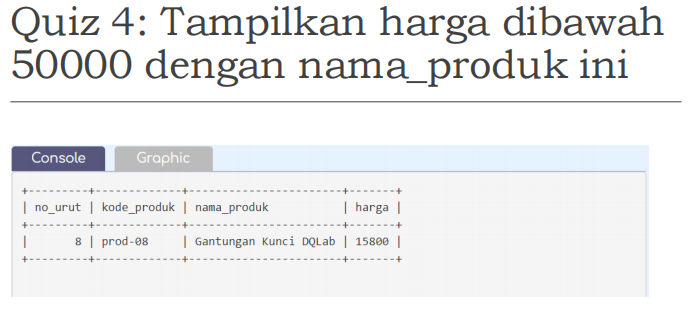 Quiz 4: Tampilkan harga dibawah
50000 dengan nama_produk ini
Console Graphic
+---------+-------------+-----------------------+-------+
| no_urut | kode_produk | nama_produk           | harga |
+---------+-------------+-----------------------+-------+
|       8 | prod-08     | Gantungan Kunci DQLab | 15800 |
+---------+-------------+-----------------------+-------+